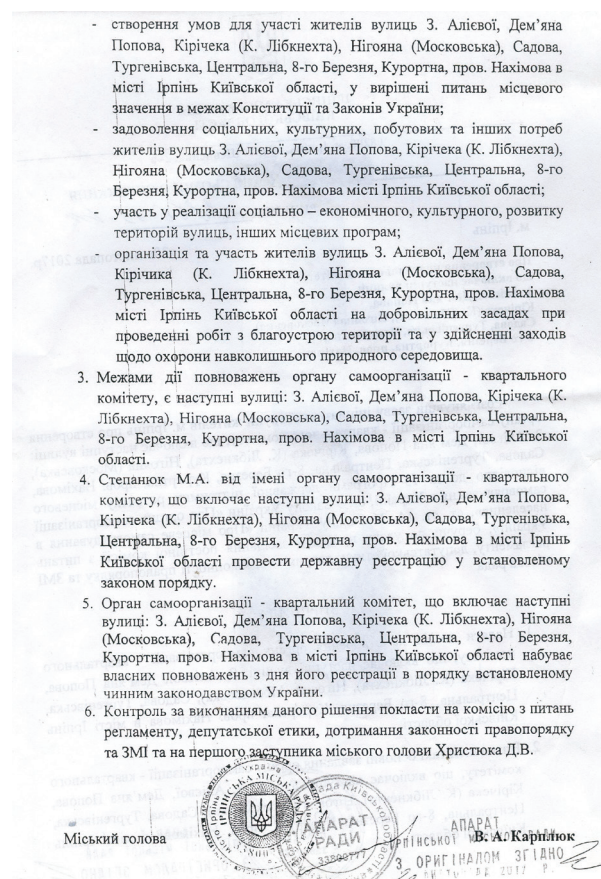 - створення умов для участі жителів вулиць З. Алієвої, Дем’яна
Попова, Кірічека (К. Лібкнехта), Нігояна (Московська), Садова,
Тургенівська, Центральна, 8-го Березня, Курортна, пров. Нахімова в
місті Ірпінь Київської області, у вирішені питань місцевого
значення в межах Конституції та Законів України;
- задоволення соціальних, культурних, побутових та інших потреб
жителів вулиць З. Алієвої, Дем’яна Попова, Кірічека (К. Лібкнехта),
Нігояна (Московська), Садова, Тургенівська, Центральна, 8-го
Березня, Курортна, пров. Нахімова місті Ірпінь Київської області;
- участь у реалізації соціально – економічного, культурного, розвитку
територій вулиць, інших місцевих програм;
- організація та участь жителів вулиць З. Алієвої, Дем’яна Попова,
Кірічика (К. Лібкнехта), Нігояна (Московська), Садова,
Тургенівська, Центральна, 8-го Березня, Курортна, пров. Нахімова
місті Ірпінь Київської області на добровільних засадах при
проведенні робіт з благоустрою території та у здійсненні заходів
щодо охорони навколишнього природного середовища.
3. Межами дії повноважень органу самоорганізації - квартального
комітету, є наступні вулиці: З. Алієвої, Дем’яна Попова, Кірічека (К.
Лібкнехта), Нігояна (Московська), Садова, Тургенівська, Центральна,
8-го Березня, Курортна, пров. Нахімова в місті Ірпінь Київської
області.
4. Степанюк М.А. від імені органу самоорганізації - квартального
комітету, що включає наступні вулиці: З. Алієвої, Дем’яна Попова,
Кірічека (К. Лібкнехта), Нігояна (Московська), Садова, Тургенівська,
Центральна, 8-го Березня, Курортна, пров. Нахімова в місті Ірпінь
Київської області провести державну реєстрацію у встановленому
законом порядку.
5. Орган самоорганізації - квартальний комітет, що включає наступні
вулиці: З. Алієвої, Дем’яна Попова, Кірічека (К. Лібкнехта), Нігояна
(Московська), Садова, Тургенівська, Центральна, 8-го Березня,
Курортна, пров. Нахімова в місті Ірпінь Київської області набуває
власних повноважень з дня його реєстрації в порядку встановленому
чинним законодавством України.
6. Контроль за виконанням даного рішення покласти на комісію з питань
регламенту, депутатської етики, дотримання законності правопорядку
та ЗМІ та на першого заступника міського голови Христюка Д.В.
Міський голова
В. А. Карплюк
Україна
ІРПІНСЬКА МІСЬКА РАДА
АПАРАТ
РАДИ
33800777
АПАРАТ
ІРПІНСЬКОЇ МІСЬКОЇ РАДИ
З ОРИГІНАЛОМ ЗГІДНО
2017 р.